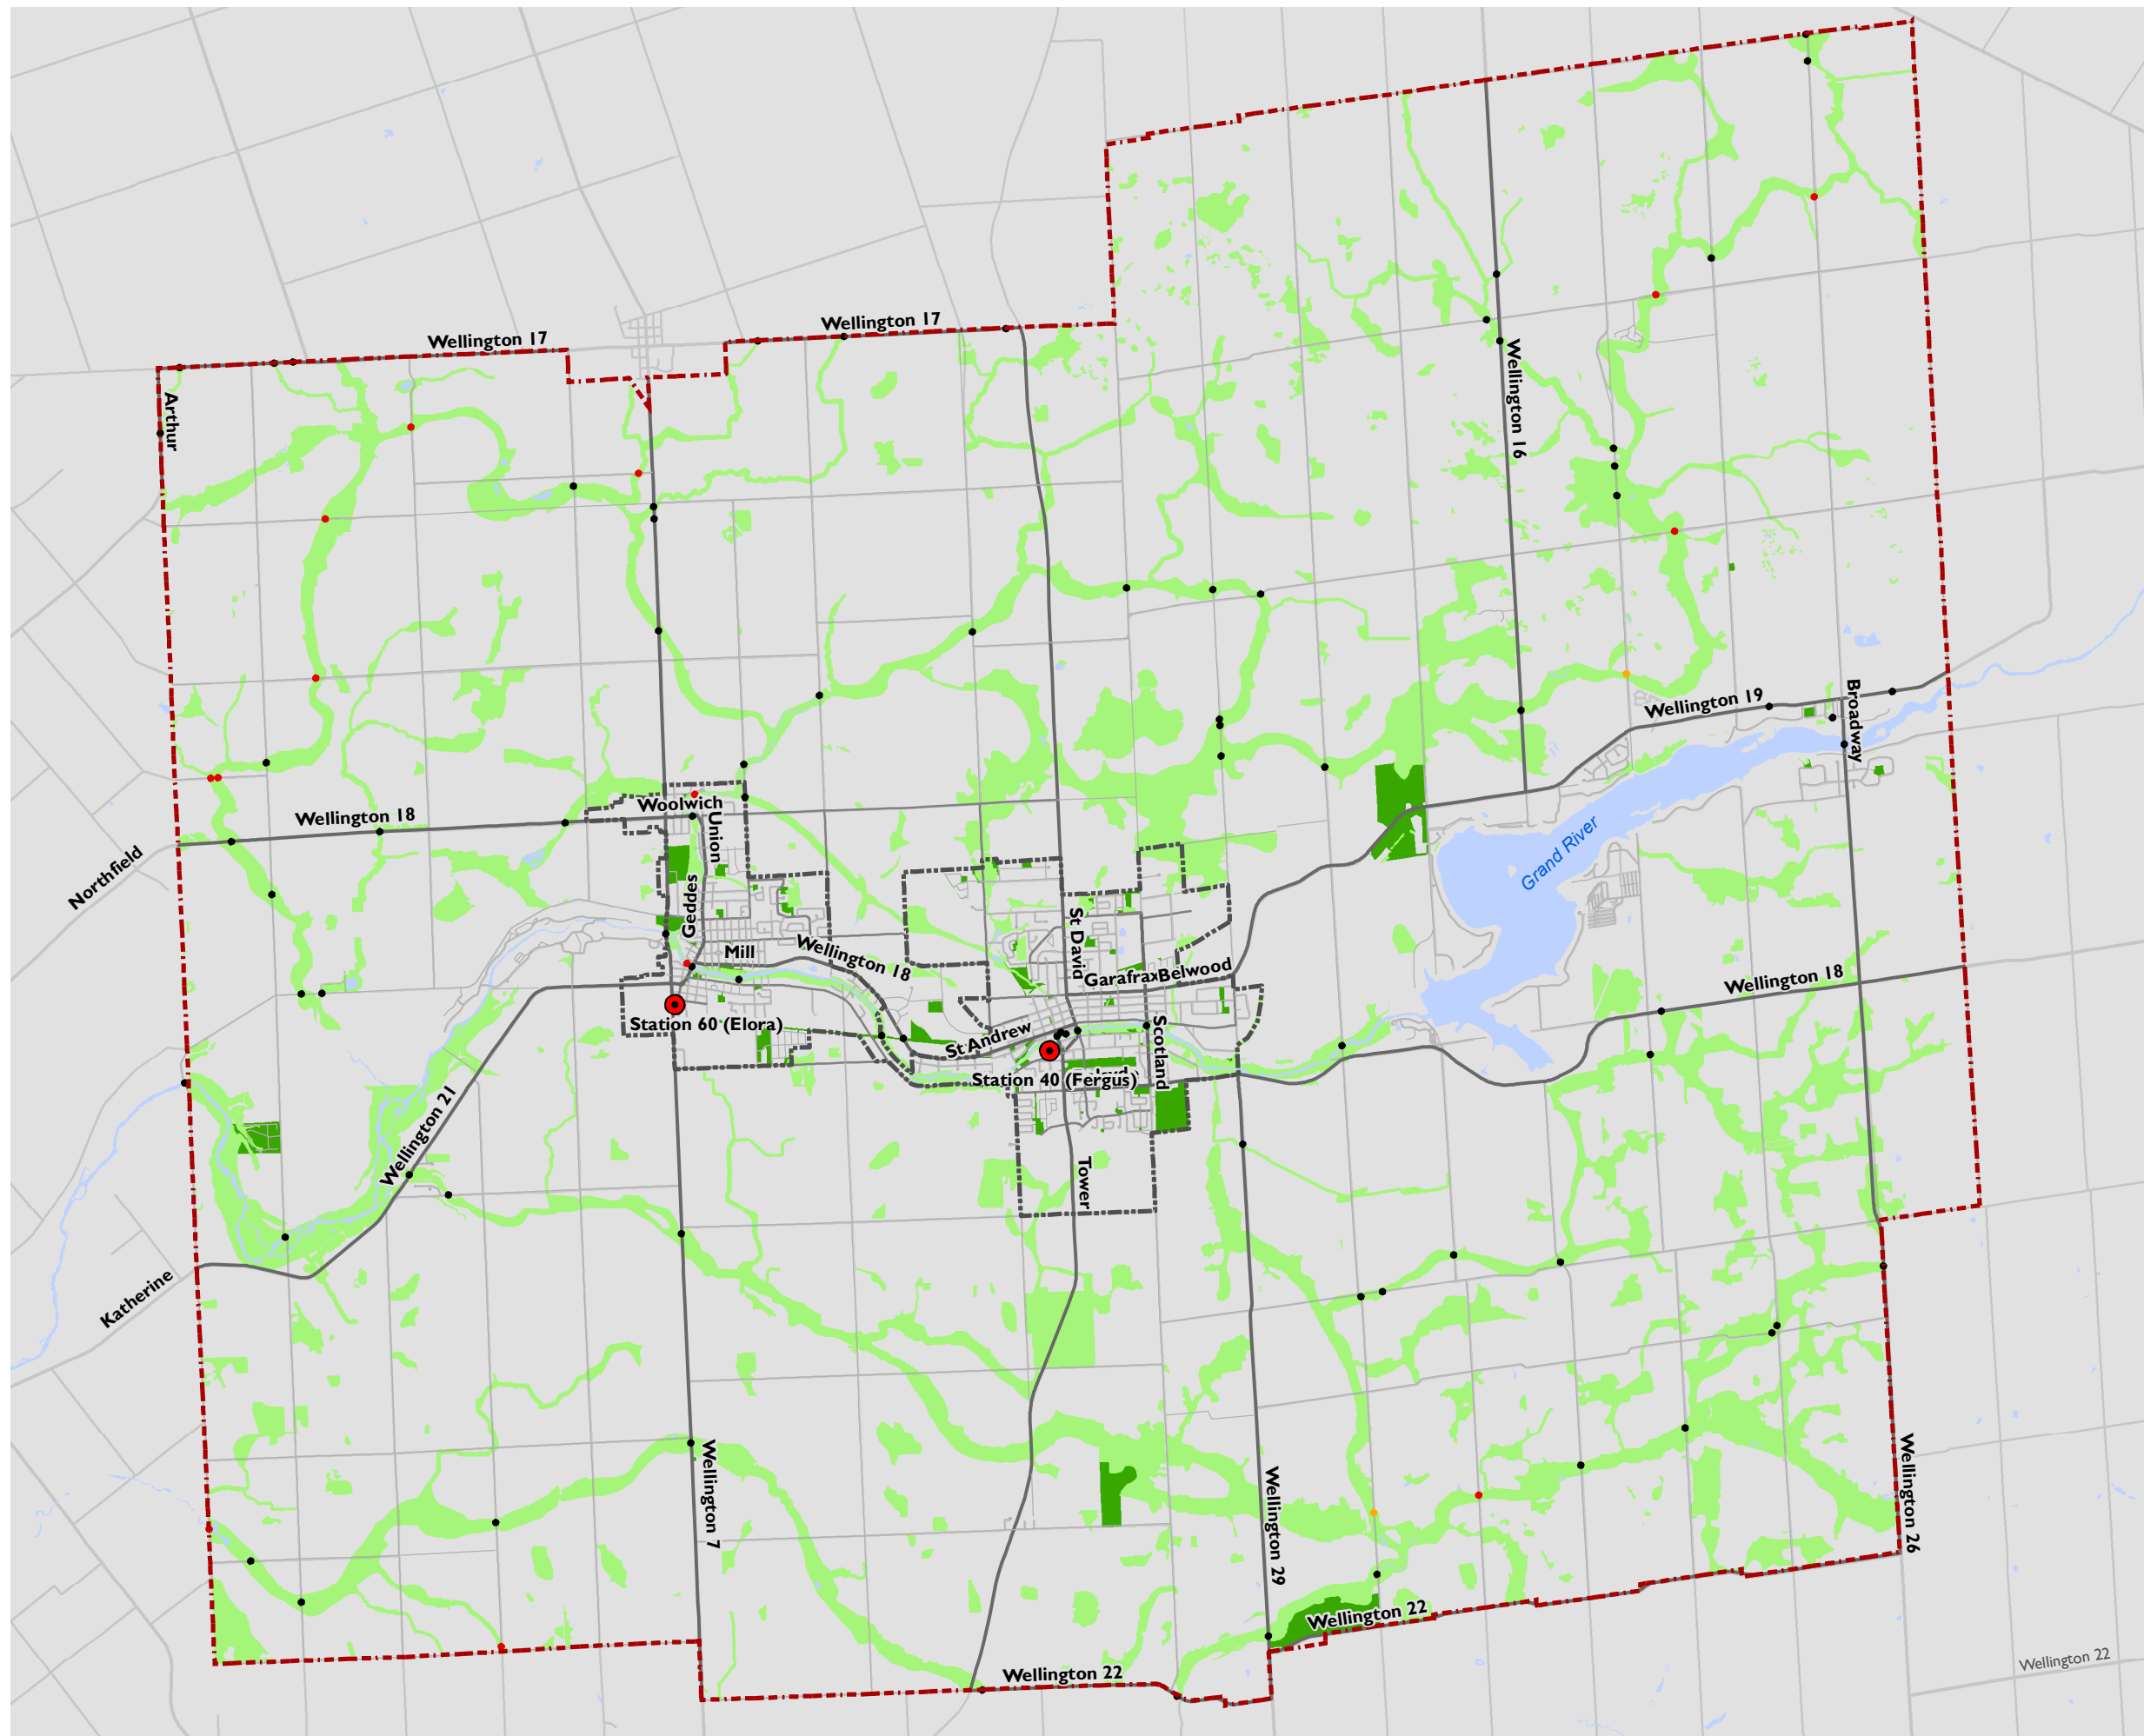 Wellington 17
Wellington 17
Arthur
Wellington 16
Wellington 19
Broadway
Woolwich
Union
Wellington 18
Northfield
Grand River
Geddes
Mill
Wellington 18
St David
Garafrax
Belwood
Wellington 18
Station 60 (Elora)
St Andrew
Scotland
Station 40 (Fergus)
Wellington 21
Tower
Katherine
Wellington 7
Wellington 29
Wellington 26
Wellington 22
Wellington 22
Wellington 22